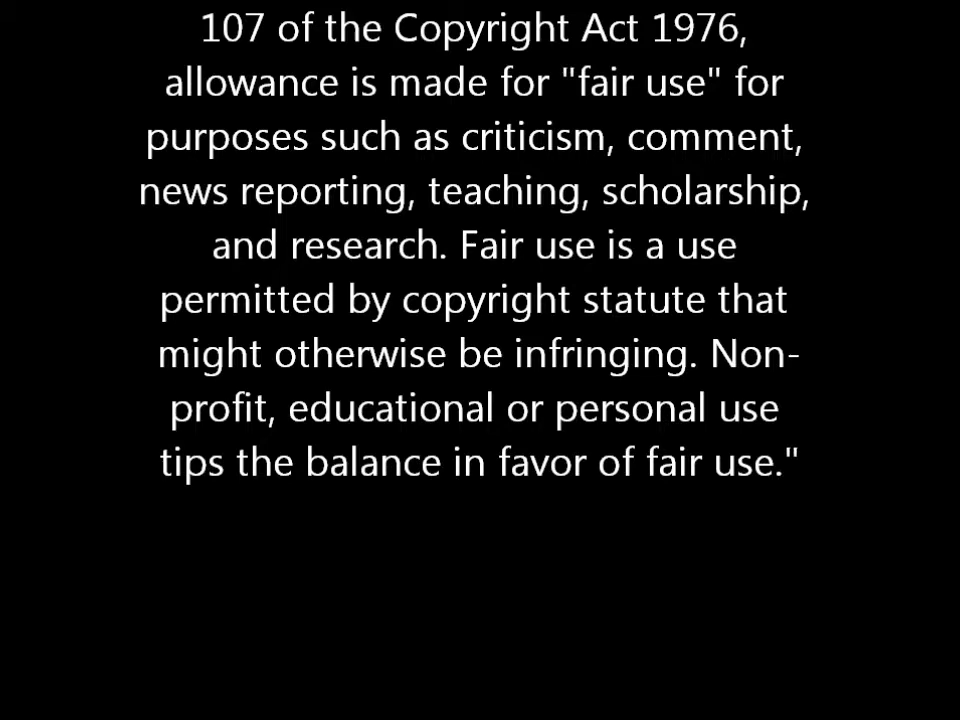 107 of the Copyright Act 1976,
allowance is made for "fair use" for
purposes such as criticism, comment,
news reporting, teaching, scholarship,
and research. Fair use is a use
permitted by copyright statute that
might otherwise be infringing. Non-
profit, educational or personal use
tips the balance in favor of fair use."